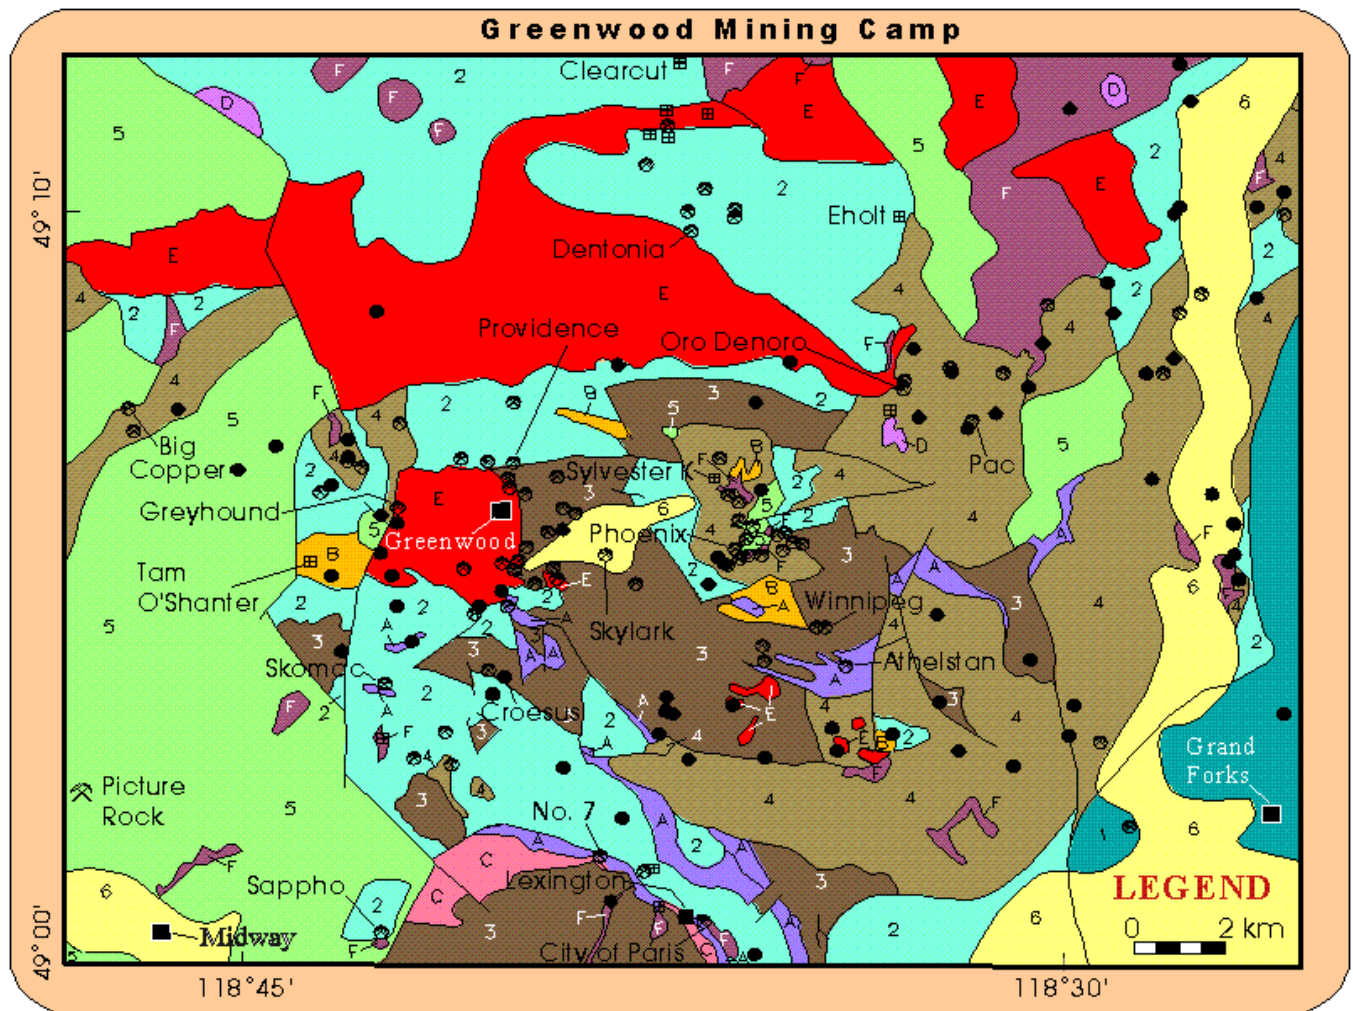 Greenwood Mining Camp
Clearcut
49° 10'
Eholt
Dentonia
Providence
Oro Denoro
Big
Copper
Sylvester K
Pac
Greyhound
Greenwood
Phoenix
Tam
O'Shanter
Winnipeg
Skylark
Skomac
Athelstan
Croesus
Picture
Rock
Grand
Forks
No. 7
Sappho
Lexington
LEGEND
Midway
City of Paris
0 2 km
49° 00'
118°45' 118°30'